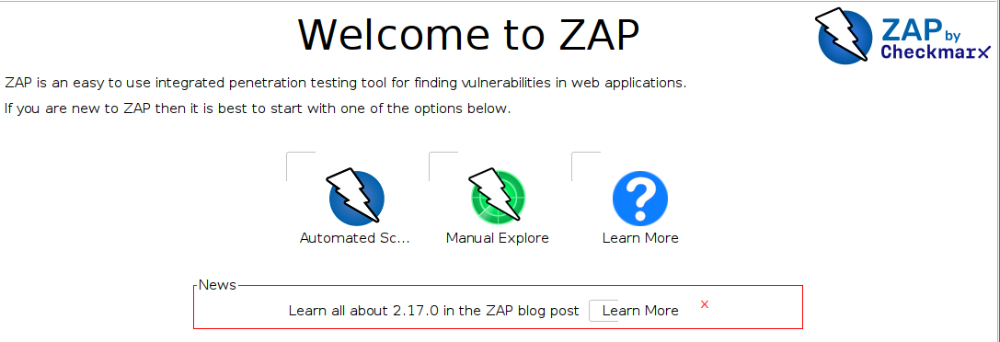 Welcome to ZAP
ZAP by
Checkmarx
ZAP is an easy to use integrated penetration testing tool for finding vulnerabilities in web applications.
If you are new to ZAP then it is best to start with one of the options below.
Automated Sc...
Manual Explore
Learn More
News
Learn all about 2.17.0 in the ZAP blog post
Learn More
X